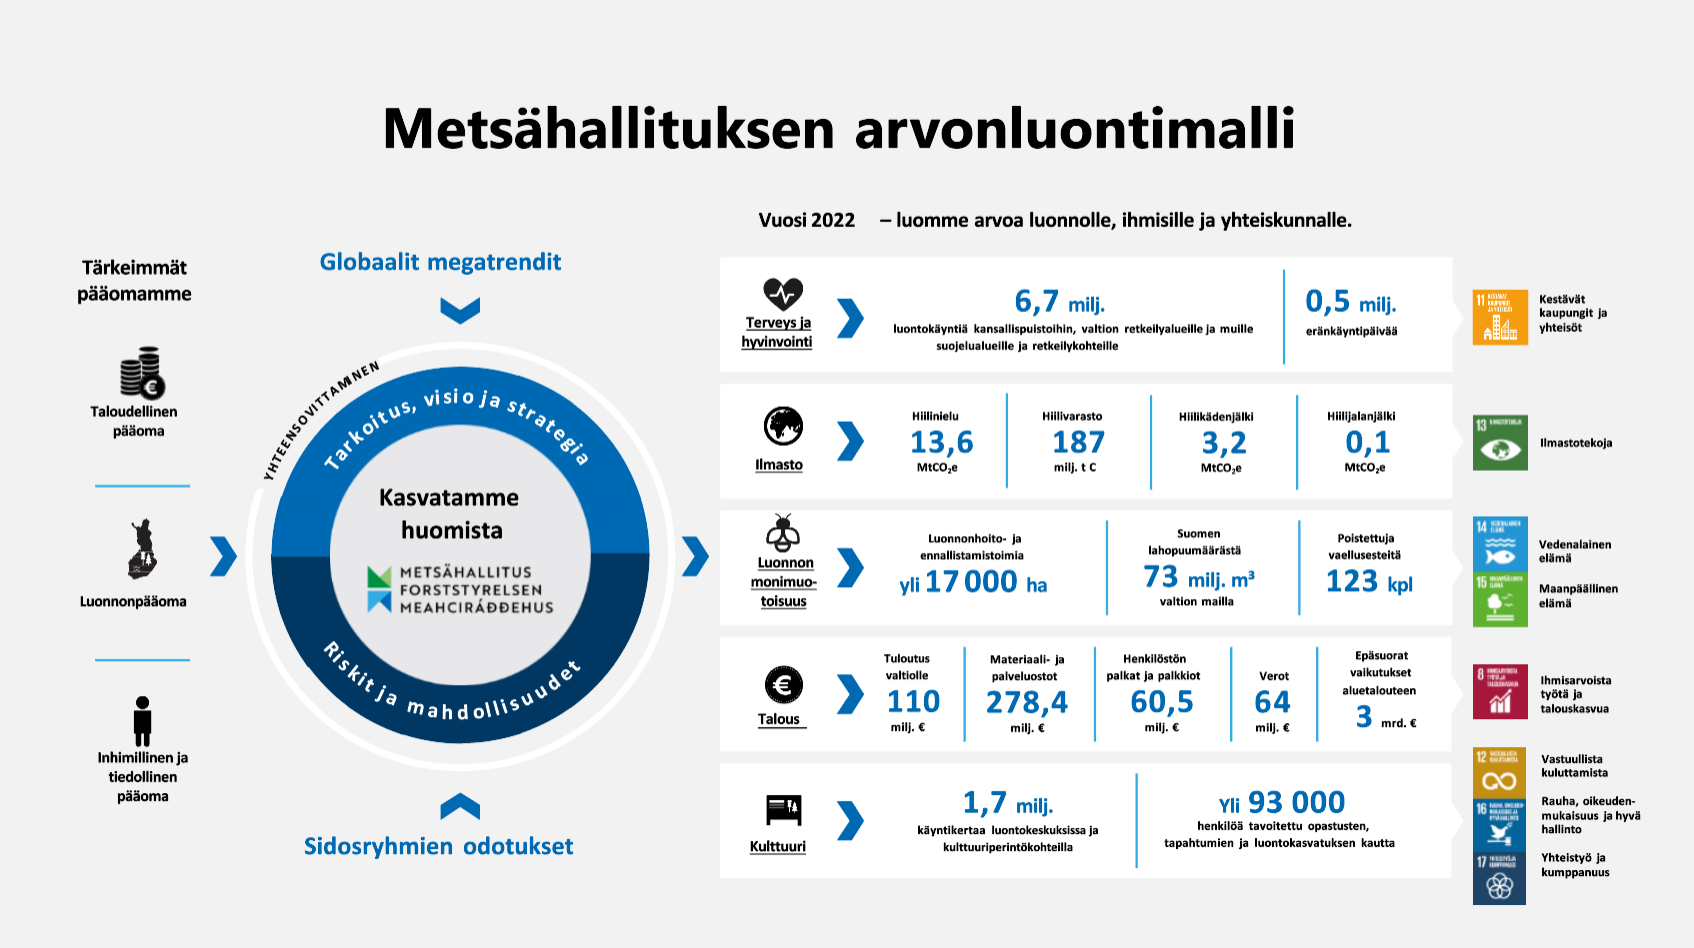 Metsähallituksen arvonluontimalli
Vuosi 2022 – luomme arvoa luonnolle, ihmisille ja yhteiskunnalle.
Tärkeimmät
pääomamme
Taloudellinen
pääoma
Luonnonpääoma
Inhimillinen ja
tiedollinen
pääoma
Globaalit megatrendit
YHTEENSOVITTAMINEN
Tarkoitus, visio ja strategia
Kasvatamme
huomista
METSÄHALLITUS
FORSTSTYRELSEN
MEAHCIRÁĐĐEHUS
Riskit ja mahdollisuudet
Sidosryhmien odotukset
Terveys ja
hyvinvointi
6,7 milj.
luontokäyntiä kansallispuistoihin, valtion retkeilyalueille ja muille
suojelualueille ja retkeilykohteille
0,5 milj.
eränkäyntipäivää
11
Kestävät
kaupungit ja
yhteisöt
Ilmasto
Hiilinielu
13,6
MtCO₂e
Hiilivarasto
187
milj. t C
Hiilikädenjälki
3,2
MtCO₂e
Hiilijalanjälki
0,1
MtCO₂e
13
Ilmastotekoja
Luonnon
monimuo-
toisuus
Luonnonhoito- ja
ennallistamistoimia
yli 17 000 ha
Suomen
lahopuumäärästä
73 milj. m³
valtion mailla
Poistettuja
vaellusesteitä
123 kpl
14
Vedenalainen
elämä
15
Maanpäällinen
elämä
Talous
Tuloutus
valtiolle
110
milj. €
Materiaali- ja
palveluostot
278,4
milj. €
Henkilöstön
palkat ja palkkiot
60,5
milj. €
Verot
64
milj. €
Epäsuorat
vaikutukset
aluetalouteen
3 mrd. €
8
Ihmisarvoista
työtä ja
talouskasvua
Kulttuuri
1,7 milj.
käyntikertaa luontokeskuksissa ja
kulttuuriperintökohteilla
Yli 93 000
henkilöä tavoitettu opastusten,
tapahtumien ja luontokasvatuksen kautta
12
Vastuullista
kuluttamista
16
Rauha, oikeuden-
mukaisuus ja hyvä
hallinto
17
Yhteistyö ja
kumppanuus